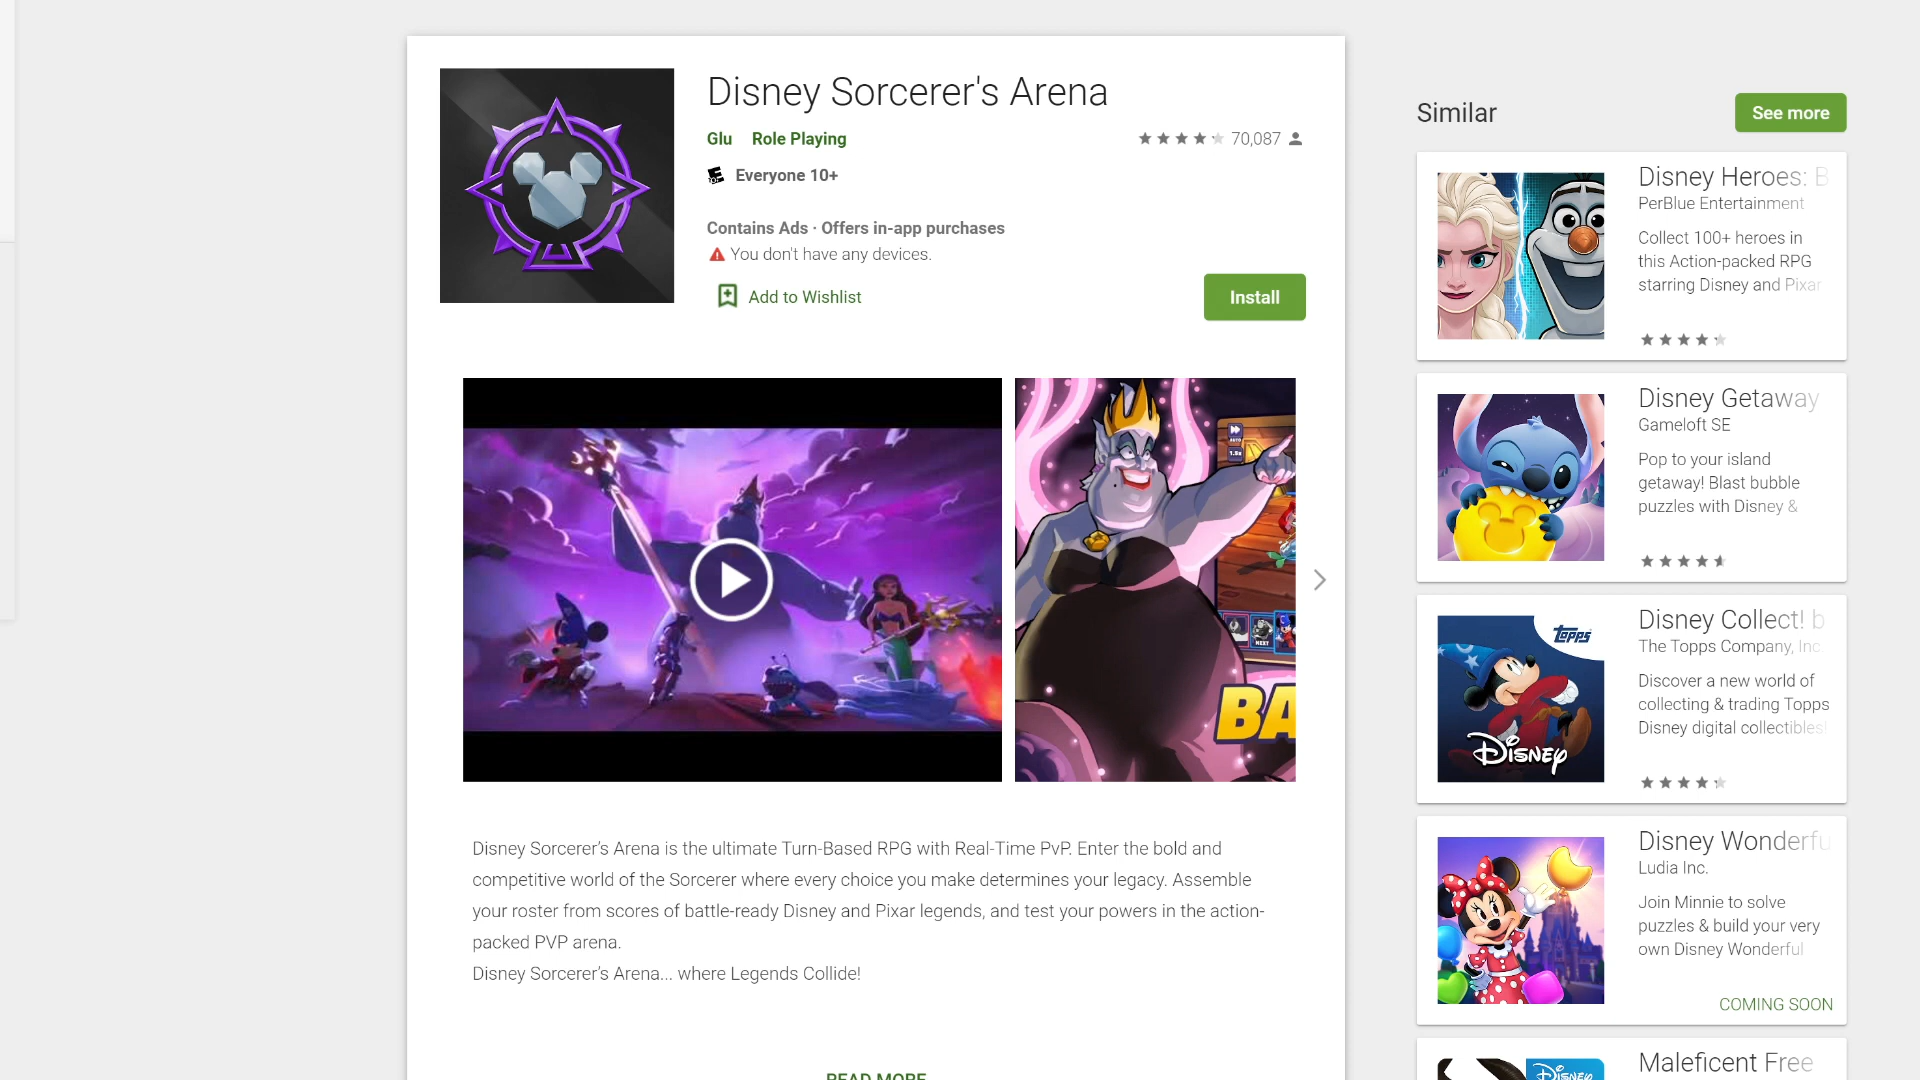 Disney Sorcerer's Arena
Glu Role Playing
70,087
Everyone 10+
Contains Ads · Offers in-app purchases
You don't have any devices.
Add to Wishlist
Install
AUTO
1.5x
NEXT
BA
Disney Sorcerer’s Arena is the ultimate Turn-Based RPG with Real-Time PvP. Enter the bold and
competitive world of the Sorcerer where every choice you make determines your legacy. Assemble
your roster from scores of battle-ready Disney and Pixar legends, and test your powers in the action-
packed PVP arena.
Disney Sorcerer’s Arena... where Legends Collide!
READ MORE
Similar
See more
Disney Heroes: B
PerBlue Entertainment
Collect 100+ heroes in
this Action-packed RPG
starring Disney and Pixar
Disney Getaway
Gameloft SE
Pop to your island
getaway! Blast bubble
puzzles with Disney &
Topps
Disney
Disney Collect! b
The Topps Company, Inc.
Discover a new world of
collecting & trading Topps
Disney digital collectibles!
Disney Wonderfu
Ludia Inc.
Join Minnie to solve
puzzles & build your very
own Disney Wonderful
COMING SOON
Disney
Maleficent Free